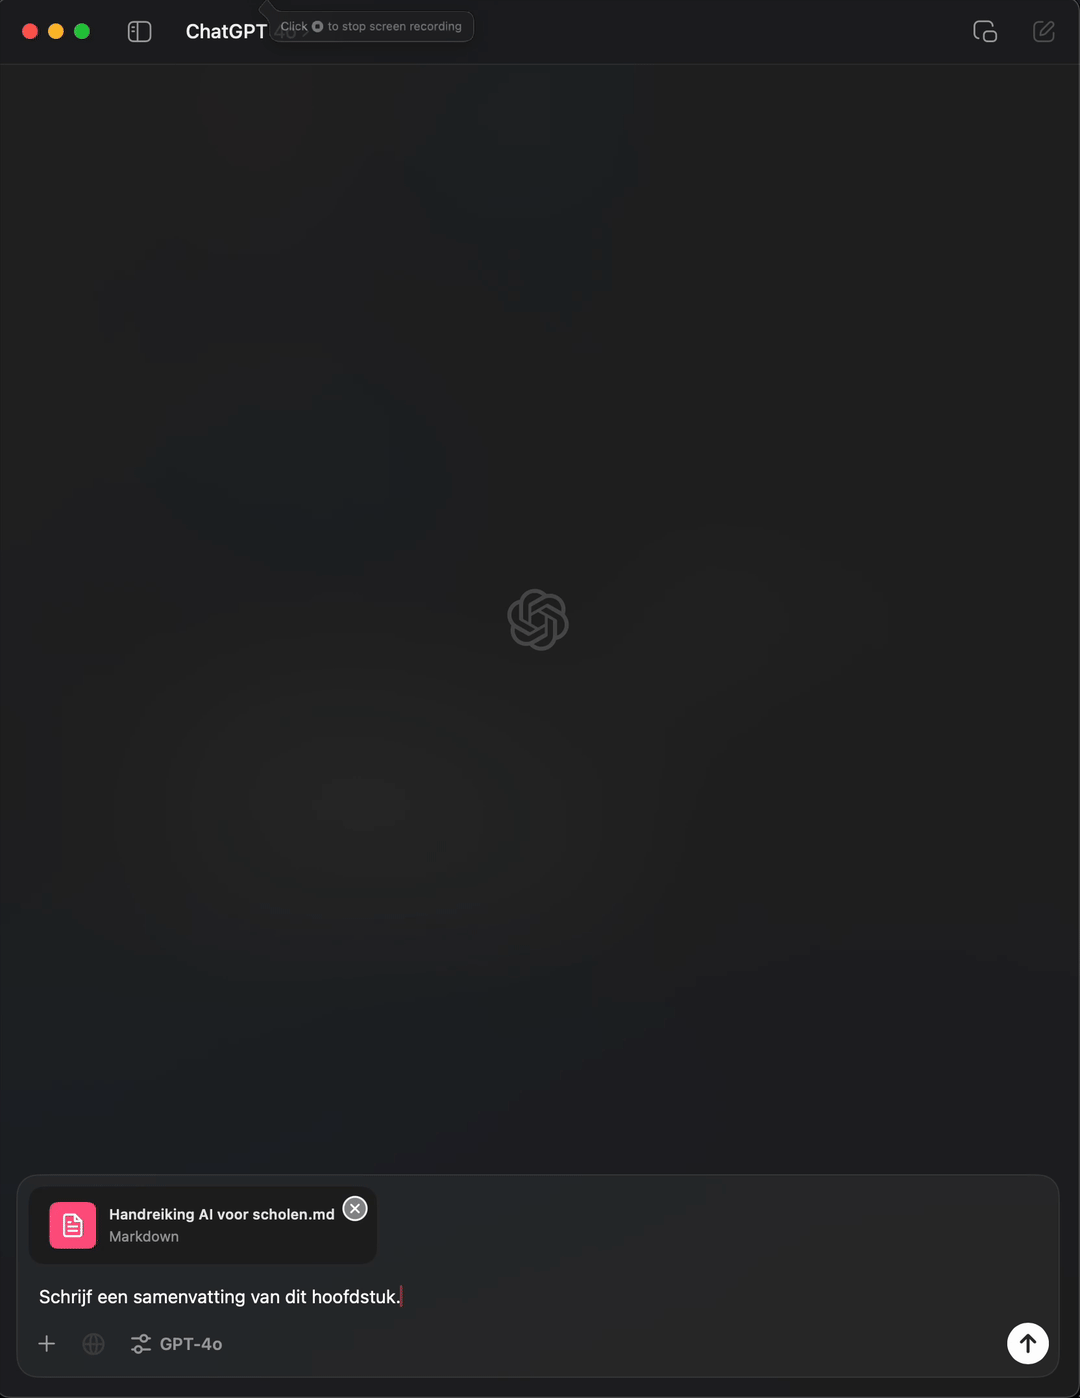 ChatGPT 4o
Click to stop screen recording
Handreiking AI voor scholen.md
Markdown
Schrijf een samenvatting van dit hoofdstuk.
GPT-4o